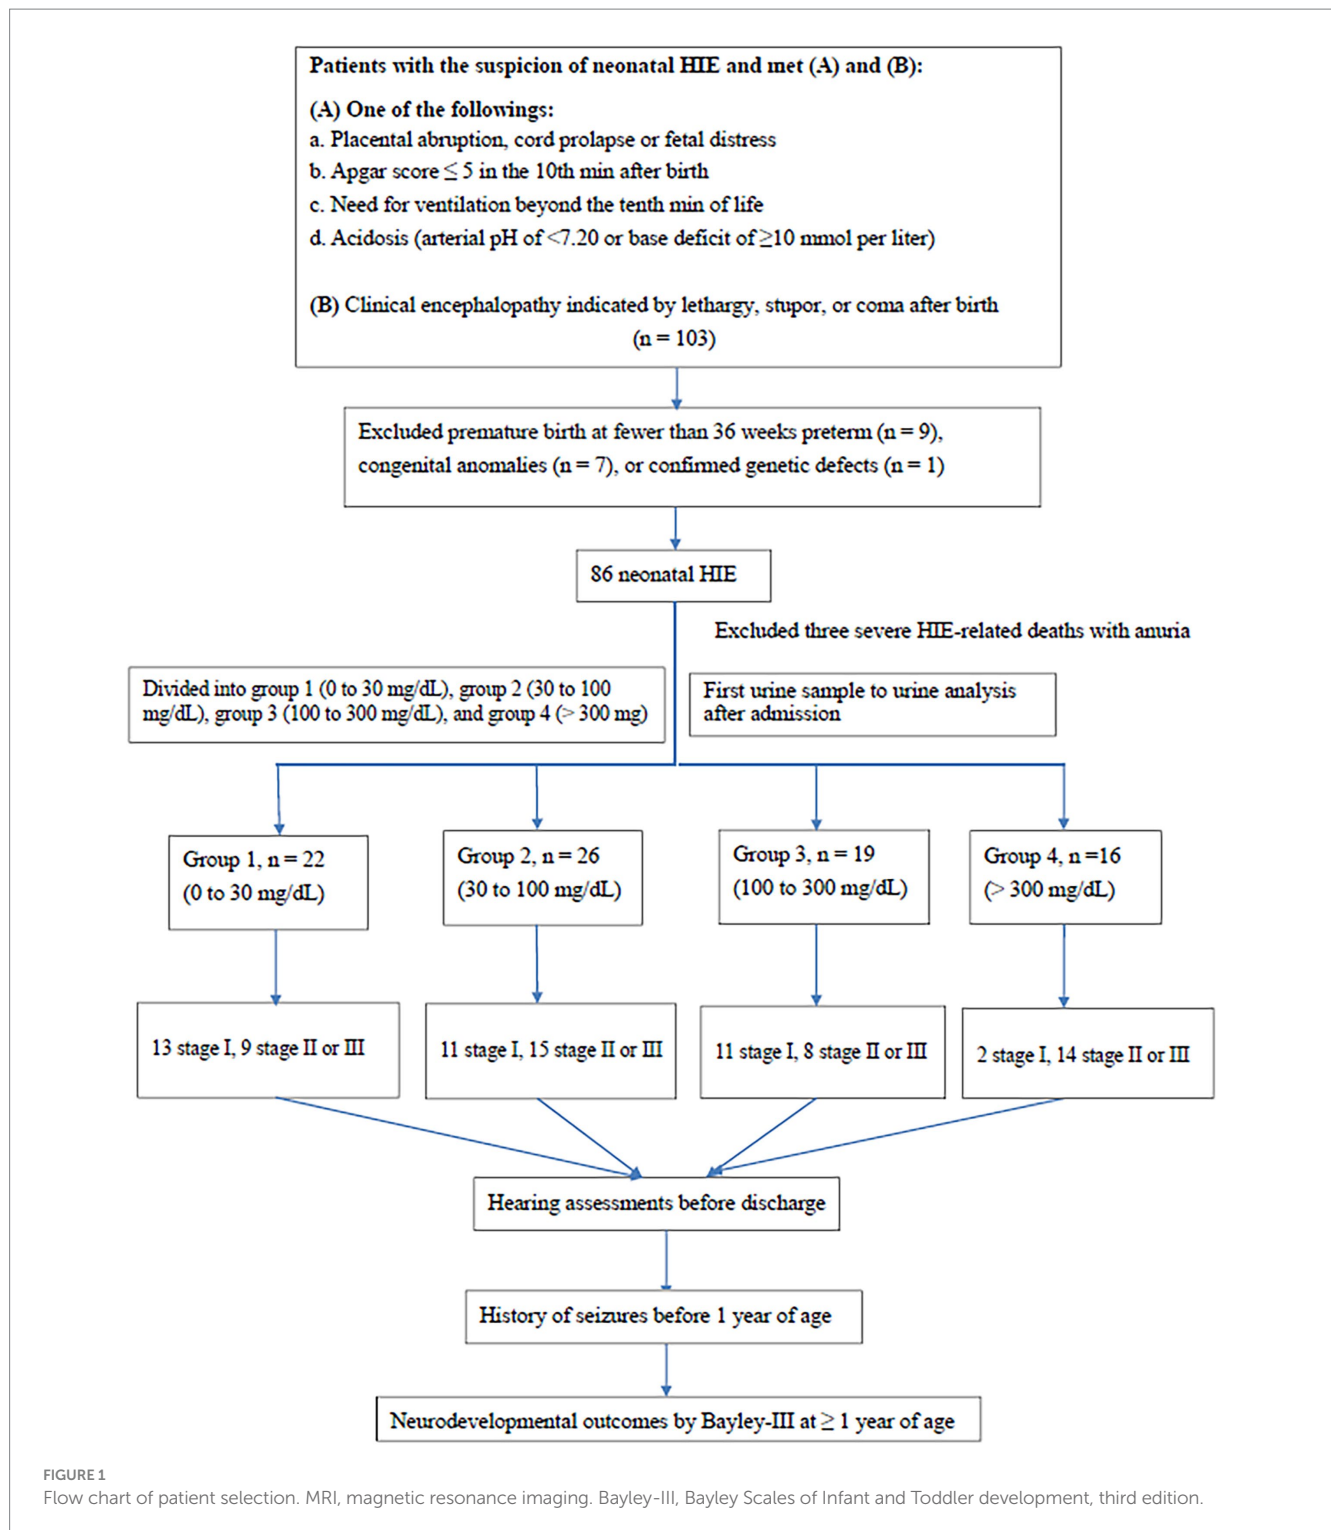 Patients with the suspicion of neonatal HIE and met (A) and (B):
(A) One of the followings:
a. Placental abruption, cord prolapse or fetal distress
b. Apgar score ≤ 5 in the 10th min after birth
c. Need for ventilation beyond the tenth min of life
d. Acidosis (arterial pH of <7.20 or base deficit of ≥10 mmol per liter)
(B) Clinical encephalopathy indicated by lethargy, stupor, or coma after birth
(n = 103)
Excluded premature birth at fewer than 36 weeks preterm (n = 9),
congenital anomalies (n = 7), or confirmed genetic defects (n = 1)
86 neonatal HIE
Excluded three severe HIE-related deaths with anuria
Divided into group 1 (0 to 30 mg/dL), group 2 (30 to 100
mg/dL), group 3 (100 to 300 mg/dL), and group 4 (> 300 mg)
First urine sample to urine analysis
after admission
Group 1, n = 22
(0 to 30 mg/dL)
Group 2, n = 26
(30 to 100 mg/dL)
Group 3, n = 19
(100 to 300 mg/dL)
Group 4, n =16
(> 300 mg/dL)
13 stage I, 9 stage II or III
11 stage I, 15 stage II or III
11 stage I, 8 stage II or III
2 stage I, 14 stage II or III
Hearing assessments before discharge
History of seizures before 1 year of age
Neurodevelopmental outcomes by Bayley-III at ≥ 1 year of age
FIGURE 1
Flow chart of patient selection. MRI, magnetic resonance imaging. Bayley-III, Bayley Scales of Infant and Toddler development, third edition.